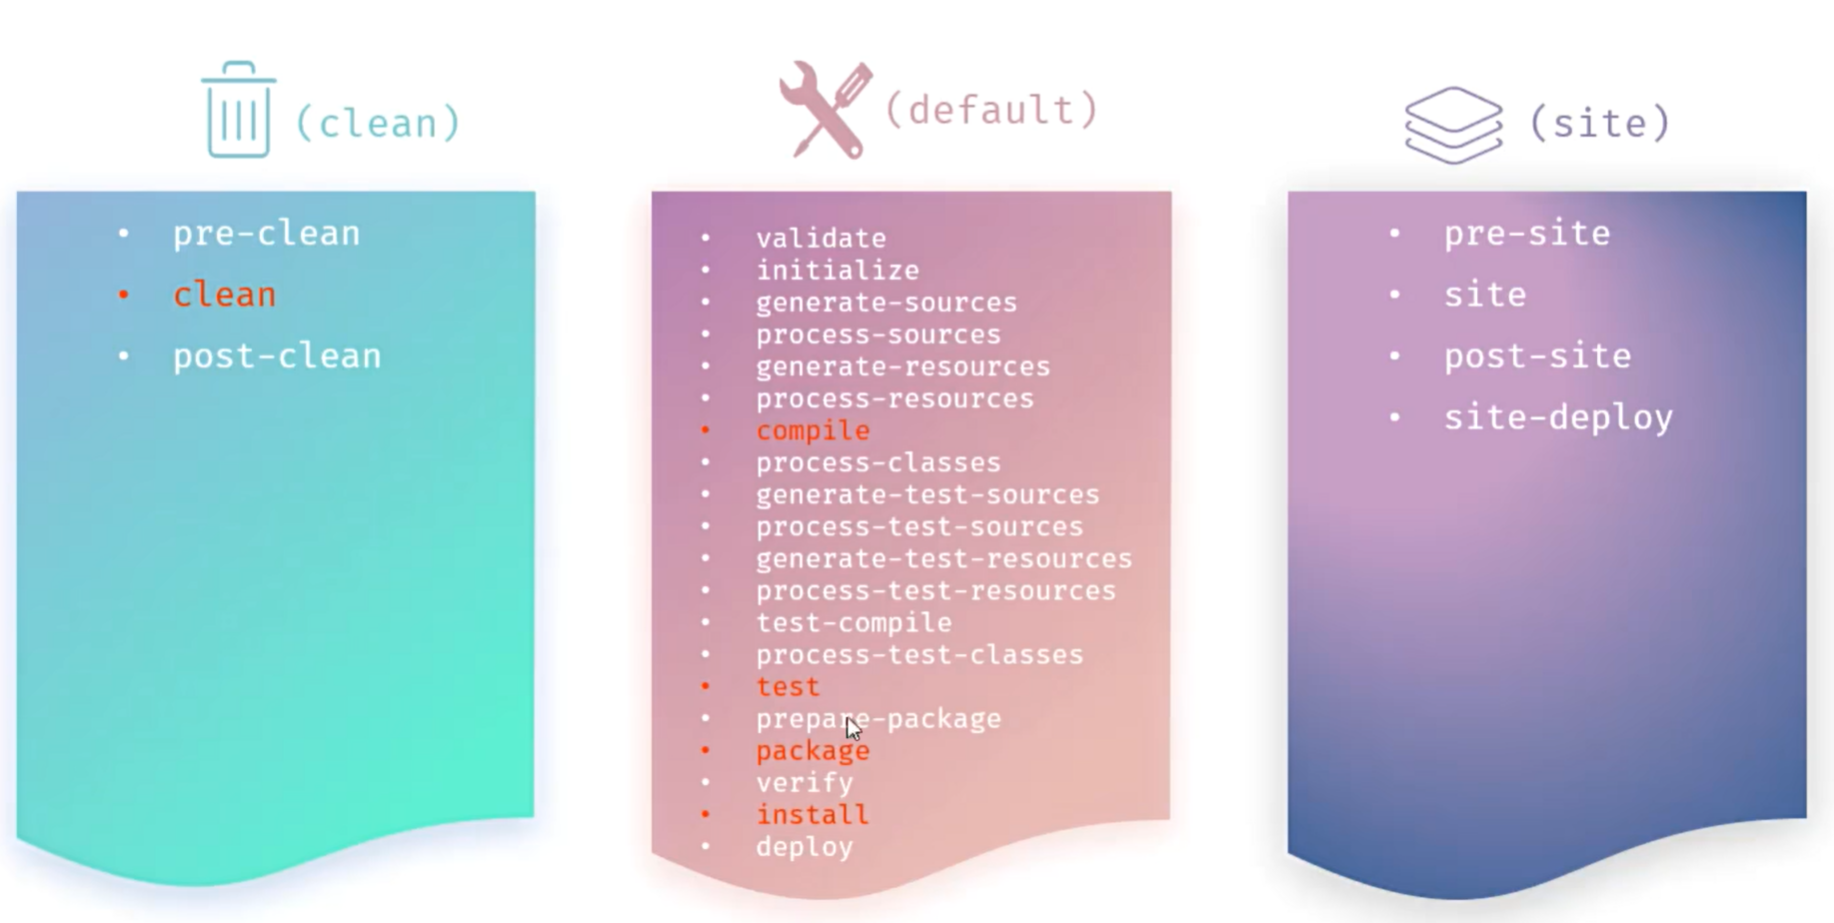 (clean)
• pre-clean
• clean
• post-clean
(default)
• validate
• initialize
• generate-sources
• process-sources
• generate-resources
• process-resources
• compile
• process-classes
• generate-test-sources
• process-test-sources
• generate-test-resources
• process-test-resources
• test-compile
• process-test-classes
• test
• prepare-package
• package
• verify
• install
• deploy
(site)
• pre-site
• site
• post-site
• site-deploy